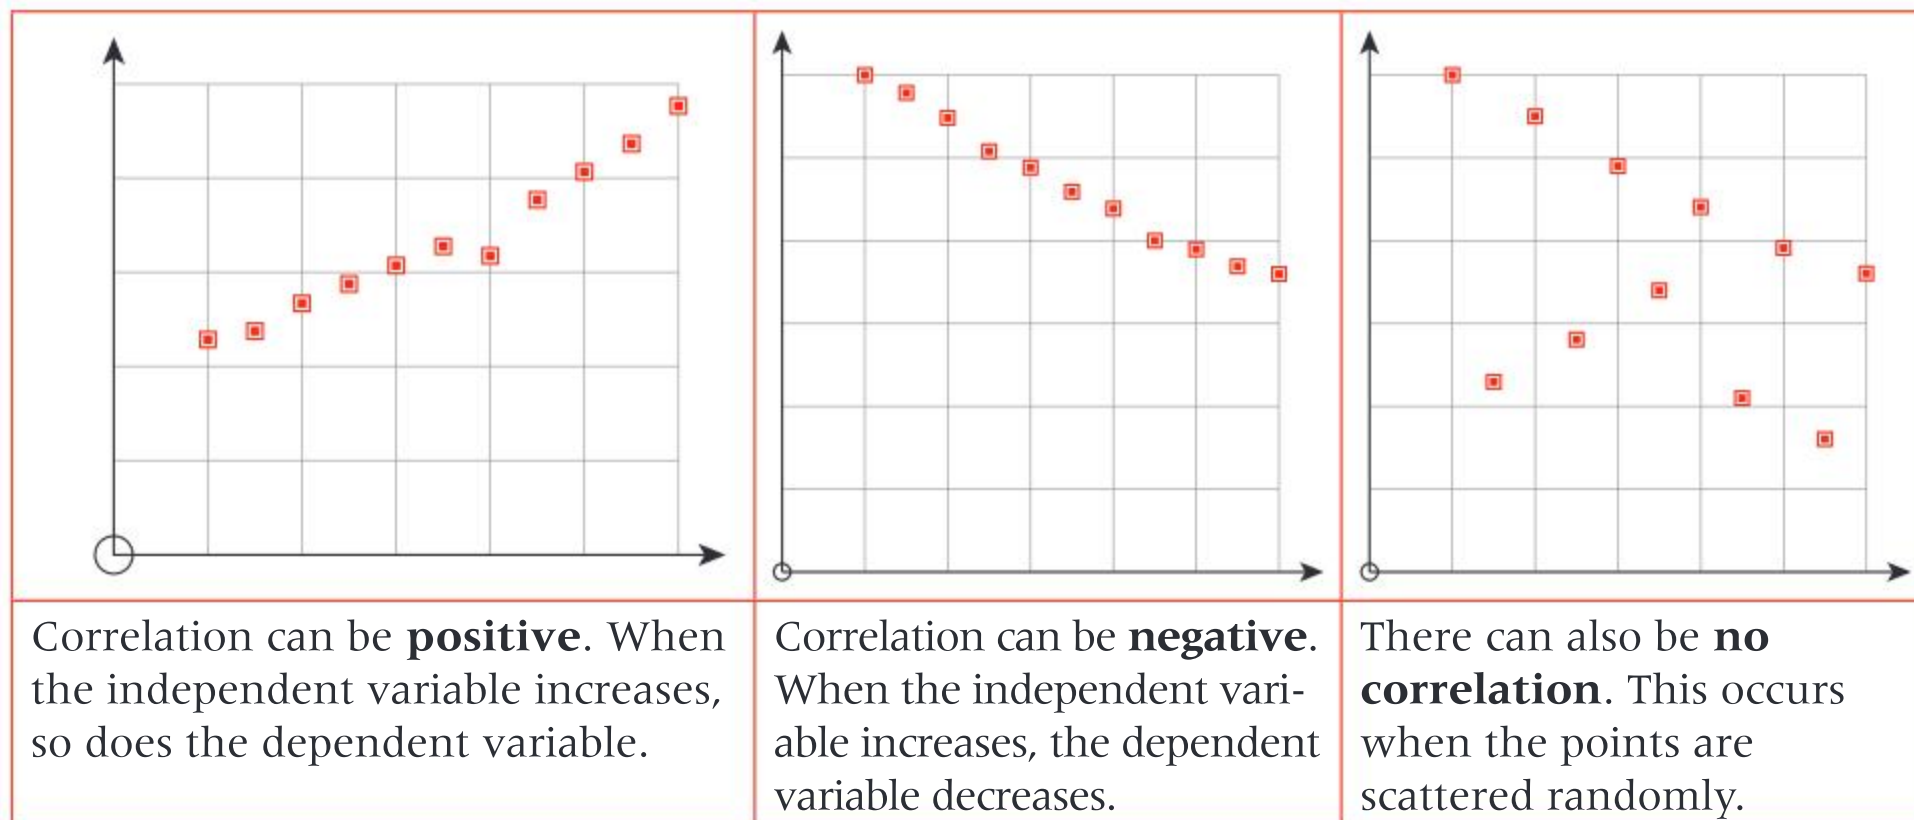 Correlation can be positive. When
the independent variable increases,
so does the dependent variable.
Correlation can be negative.
When the independent vari-
able increases, the dependent
variable decreases.
There can also be no
correlation. This occurs
when the points are
scattered randomly.